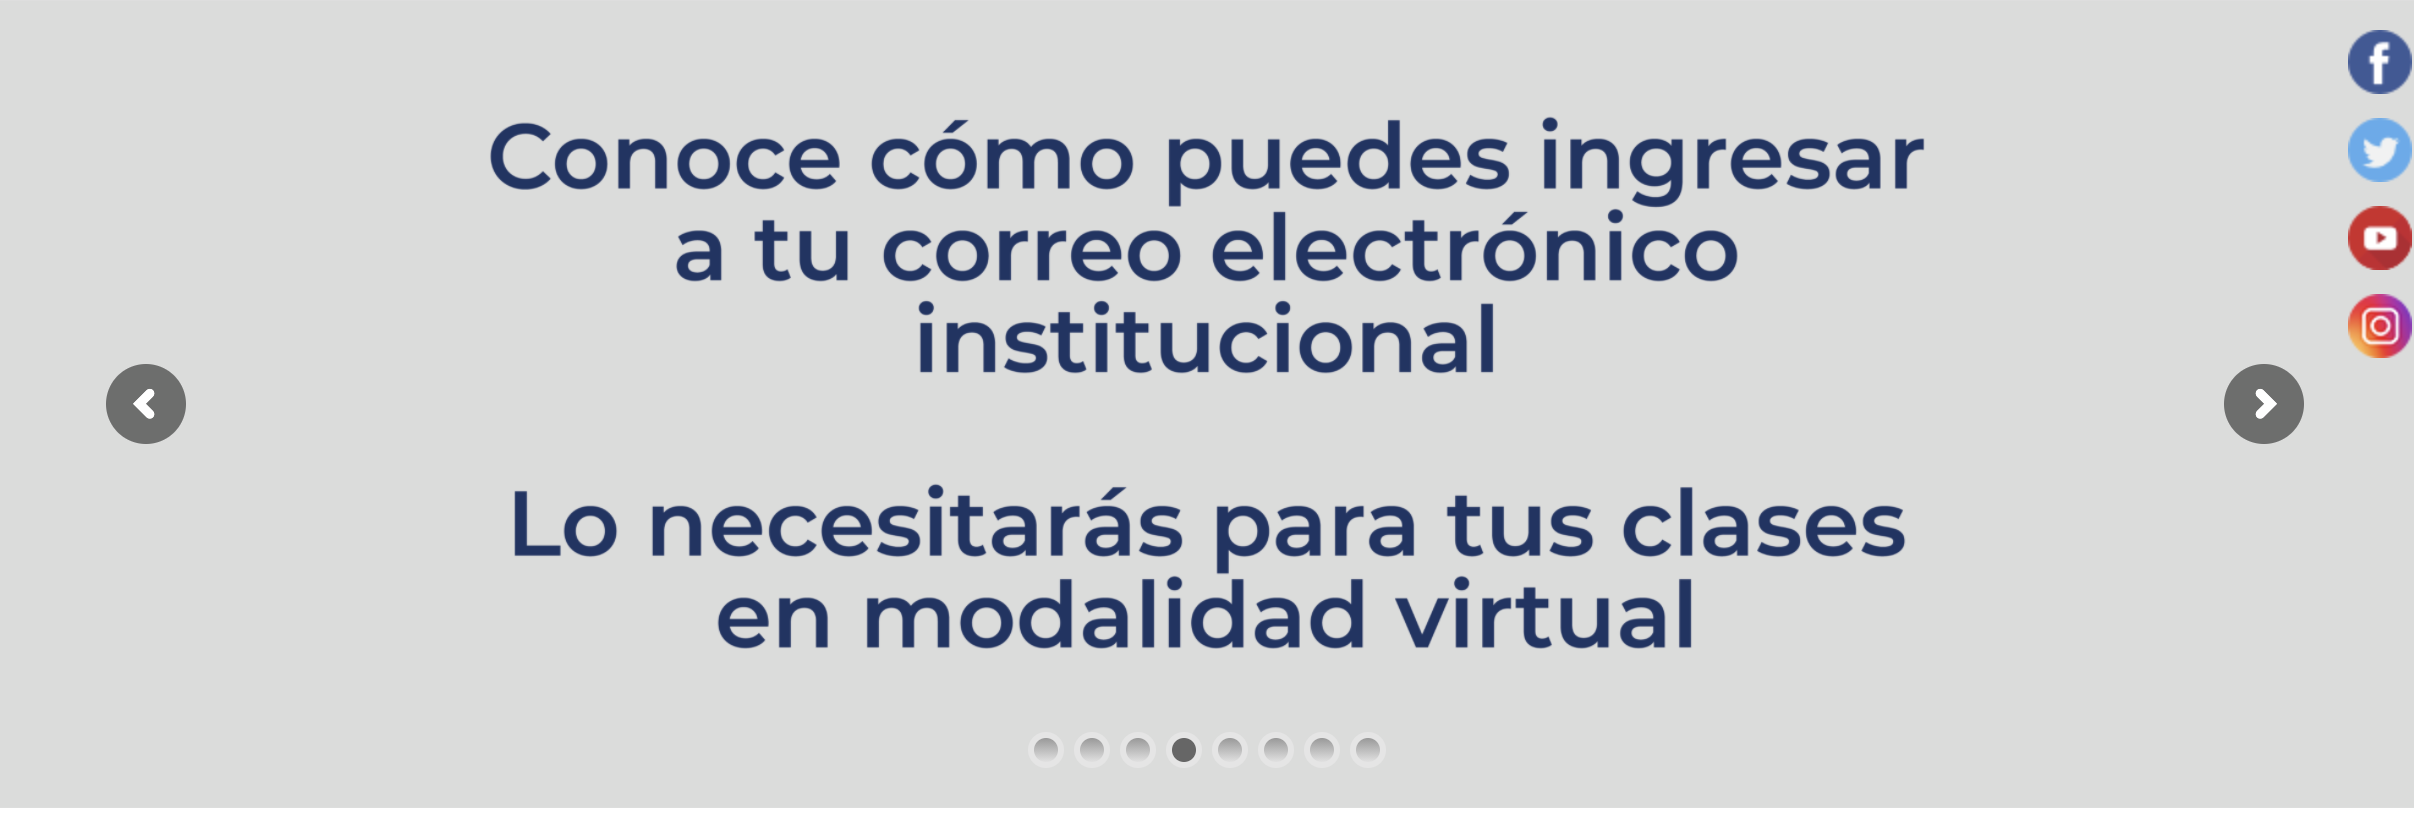 Conoce cómo puedes ingresar
a tu correo electrónico
institucional
Lo necesitarás para tus clases
en modalidad virtual